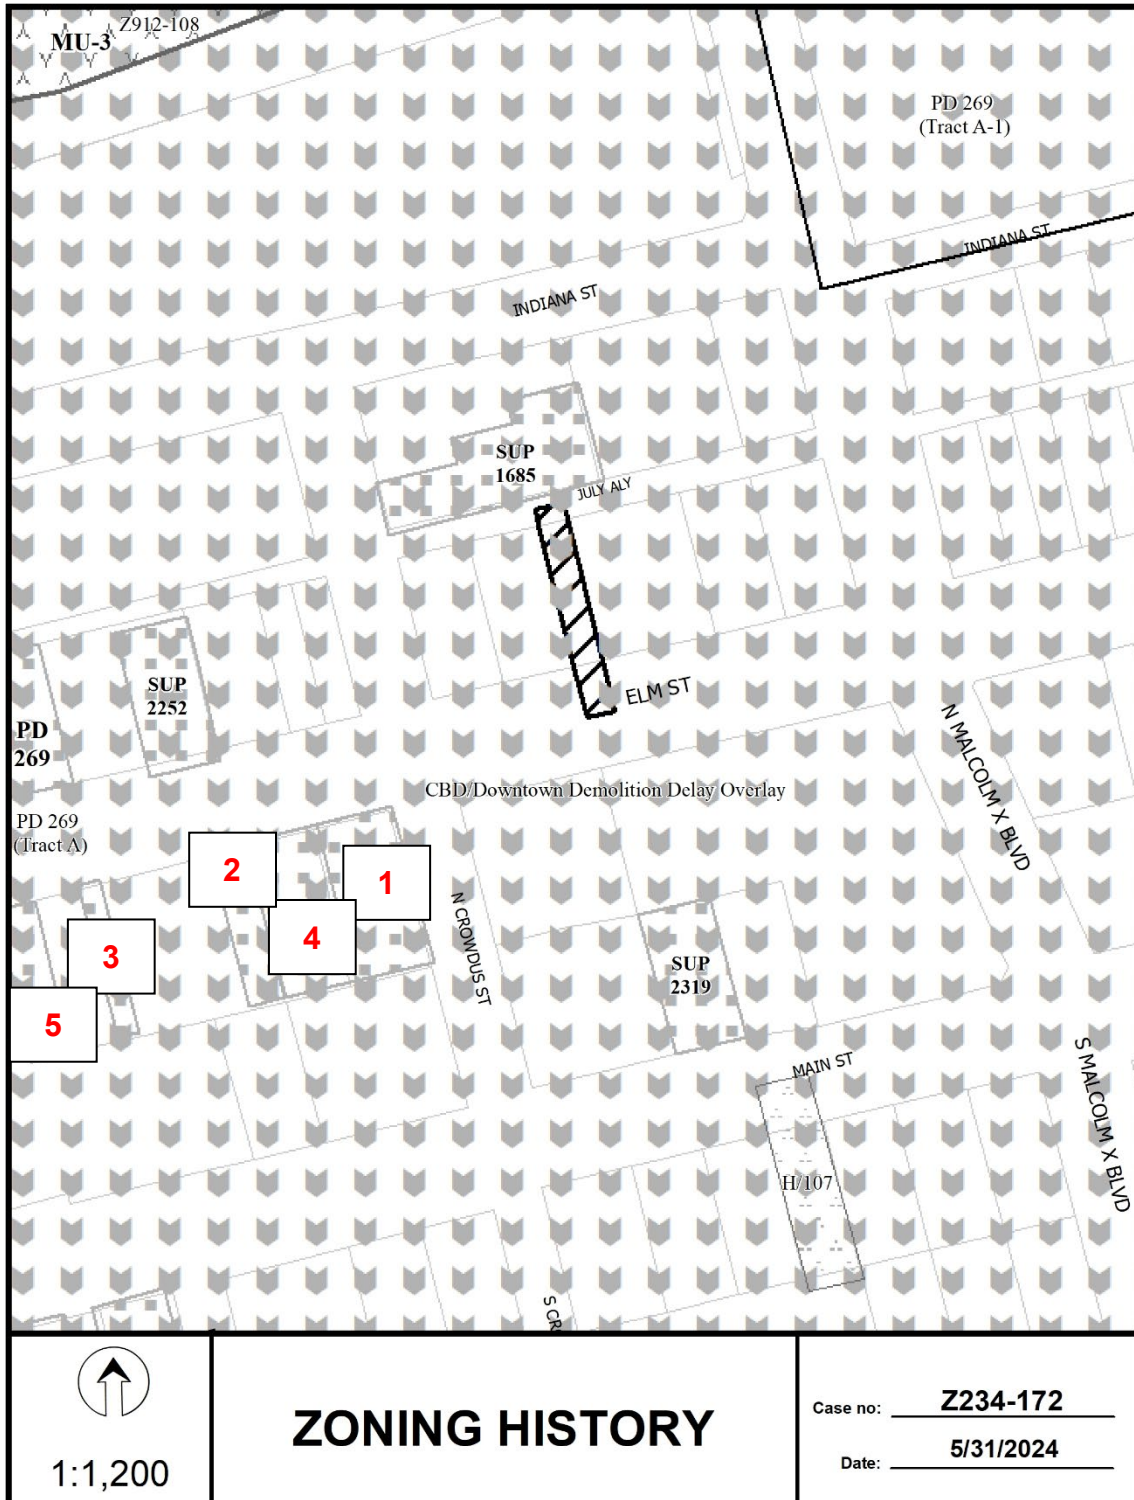 Z912-108
MU-3
PD 269
(Tract A-1)
INDIANA ST
INDIANA ST
SUP
1685
JULY ALY
SUP
2252
ELM ST
PD
269
N MALCOLM X BLVD
CBD/Downtown Demolition Delay Overlay
PD 269
(Tract A)
2
1
4
3
5
N CROWDUS ST
SUP
2319
MAIN ST
S MALCOLM X BLVD
H/107
S CR
1:1,200
ZONING HISTORY
Case no: Z234-172
Date: 5/31/2024